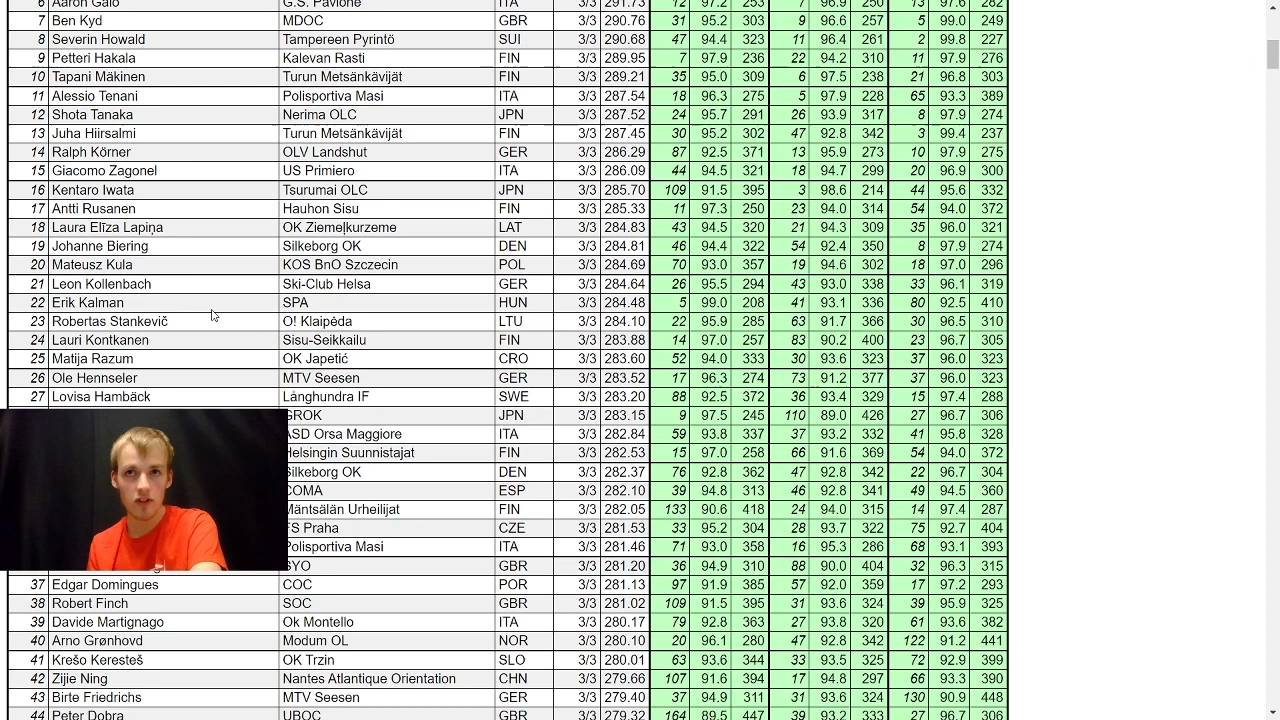 6 Aaron Gaio G.S. Pavione ITA 3/3 291.73 12 97.2 253 7 96.9 250 13 97.6 282
7 Ben Kyd MDOC GBR 3/3 290.76 31 95.2 303 9 96.6 257 5 99.0 249
8 Severin Howald Tampereen Pyrintö SUI 3/3 290.68 47 94.4 323 11 96.4 261 2 99.8 227
9 Petteri Hakala Kalevan Rasti FIN 3/3 289.95 7 97.9 236 22 94.2 310 11 97.9 276
10 Tapani Mäkinen Turun Metsänkävijät FIN 3/3 289.21 35 95.0 309 6 97.5 238 21 96.8 303
11 Alessio Tenani Polisportiva Masi ITA 3/3 287.54 18 96.3 275 5 97.9 228 65 93.3 389
12 Shota Tanaka Nerima OLC JPN 3/3 287.52 24 95.7 291 26 93.9 317 8 97.9 274
13 Juha Hiirsalmi Turun Metsänkävijät FIN 3/3 287.45 30 95.2 302 47 92.8 342 3 99.4 237
14 Ralph Körner OLV Landshut GER 3/3 286.29 87 92.5 371 13 95.9 273 10 97.9 275
15 Giacomo Zagonel US Primiero ITA 3/3 286.09 44 94.5 321 18 94.7 299 20 96.9 300
16 Kentaro Iwata Tsurumai OLC JPN 3/3 285.70 109 91.5 395 3 98.6 214 44 95.6 332
17 Antti Rusanen Hauhon Sisu FIN 3/3 285.33 11 97.3 250 23 94.0 314 54 94.0 372
18 Laura Elīza Lapiņa OK Ziemeļkurzeme LAT 3/3 284.83 43 94.5 320 21 94.3 309 35 96.0 321
19 Johanne Biering Silkeborg OK DEN 3/3 284.81 46 94.4 322 54 92.4 350 8 97.9 274
20 Mateusz Kula KOS BnO Szczecin POL 3/3 284.69 70 93.0 357 19 94.6 302 18 97.0 296
21 Leon Kollenbach Ski-Club Helsa GER 3/3 284.64 26 95.5 294 43 93.0 338 33 96.1 319
22 Erik Kalman SPA HUN 3/3 284.48 5 99.0 208 41 93.1 336 80 92.5 410
23 Robertas Stankevič O! Klaipėda LTU 3/3 284.10 22 95.9 285 63 91.7 366 30 96.5 310
24 Lauri Kontkanen Sisu-Seikkailu FIN 3/3 283.88 14 97.0 257 83 90.2 400 23 96.7 305
25 Matija Razum OK Japetić CRO 3/3 283.60 52 94.0 333 30 93.6 323 37 96.0 323
26 Ole Hennseler MTV Seesen GER 3/3 283.52 17 96.3 274 73 91.2 377 37 96.0 323
27 Lovisa Hambäck Långhundra IF SWE 3/3 283.20 88 92.5 372 36 93.4 329 15 97.4 288
GROK JPN 3/3 283.15 9 97.5 245 110 89.0 426 27 96.7 306
ASD Orsa Maggiore ITA 3/3 282.84 59 93.8 337 37 93.2 332 41 95.8 328
Helsingin Suunnistajat FIN 3/3 282.53 15 97.0 258 66 91.6 369 54 94.0 372
Silkeborg OK DEN 3/3 282.37 76 92.8 362 47 92.8 342 22 96.7 304
COMA ESP 3/3 282.10 39 94.8 313 46 92.8 341 49 94.5 360
Mäntsälän Urheilijat FIN 3/3 282.05 133 90.6 418 24 94.0 315 14 97.4 287
FS Praha CZE 3/3 281.53 33 95.2 304 28 93.7 322 75 92.7 404
Polisportiva Masi ITA 3/3 281.46 71 93.0 358 16 95.3 286 68 93.1 393
SYO GBR 3/3 281.20 36 94.9 310 88 90.0 404 32 96.3 315
37 Edgar Domingues COC POR 3/3 281.13 97 91.9 385 57 92.0 359 17 97.2 293
38 Robert Finch SOC GBR 3/3 281.02 109 91.5 395 31 93.6 324 39 95.9 325
39 Davide Martignago Ok Montello ITA 3/3 280.17 79 92.8 363 27 93.8 320 61 93.6 382
40 Arno Grønhovd Modum OL NOR 3/3 280.10 20 96.1 280 47 92.8 342 122 91.2 441
41 Krešo Keresteš OK Trzin SLO 3/3 280.01 63 93.6 344 33 93.5 325 72 92.9 399
42 Zijie Ning Nantes Atlantique Orientation CHN 3/3 279.66 107 91.6 394 17 94.8 297 66 93.3 390
43 Birte Friedrichs MTV Seesen GER 3/3 279.40 37 94.9 311 31 93.6 324 130 90.9 448
44 Peter Dobra UBOC GBR 3/3 279.32 164 89.5 447 39 93.2 333 27 96.7 306